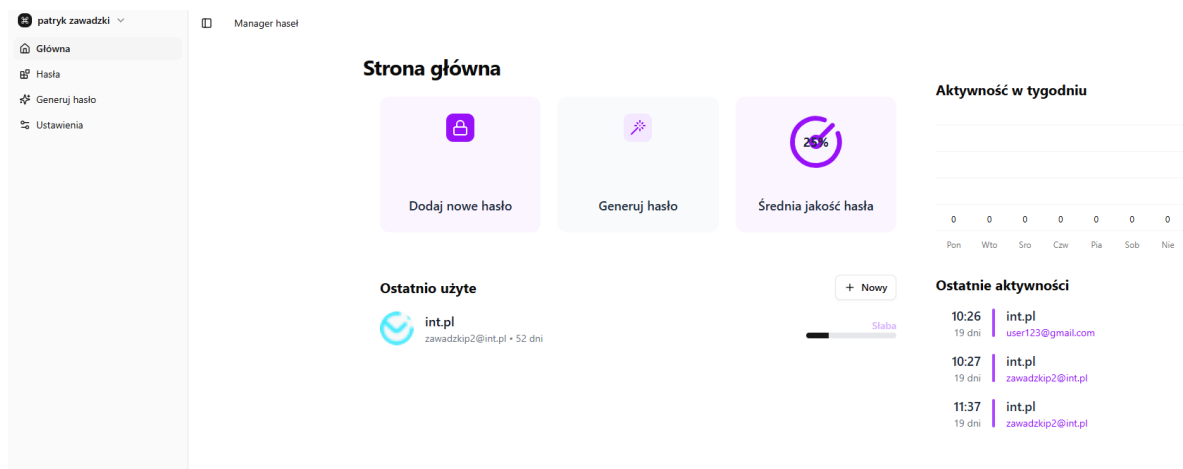 patryk zawadzki
Główna
Hasła
Generuj hasło
Ustawienia
Manager haseł
Strona główna
Dodaj nowe hasło
Generuj hasło
25%
Średnia jakość hasła
Ostatnio użyte
+ Nowy
int.pl
zawadzkip2@int.pl • 52 dni
Słaba
Aktywność w tygodniu
0 0 0 0 0 0 0
Pon Wto Sro Czw Pia Sob Nie
Ostatnie aktywności
10:26 int.pl
19 dni user123@gmail.com
10:27 int.pl
19 dni zawadzkip2@int.pl
11:37 int.pl
19 dni zawadzkip2@int.pl